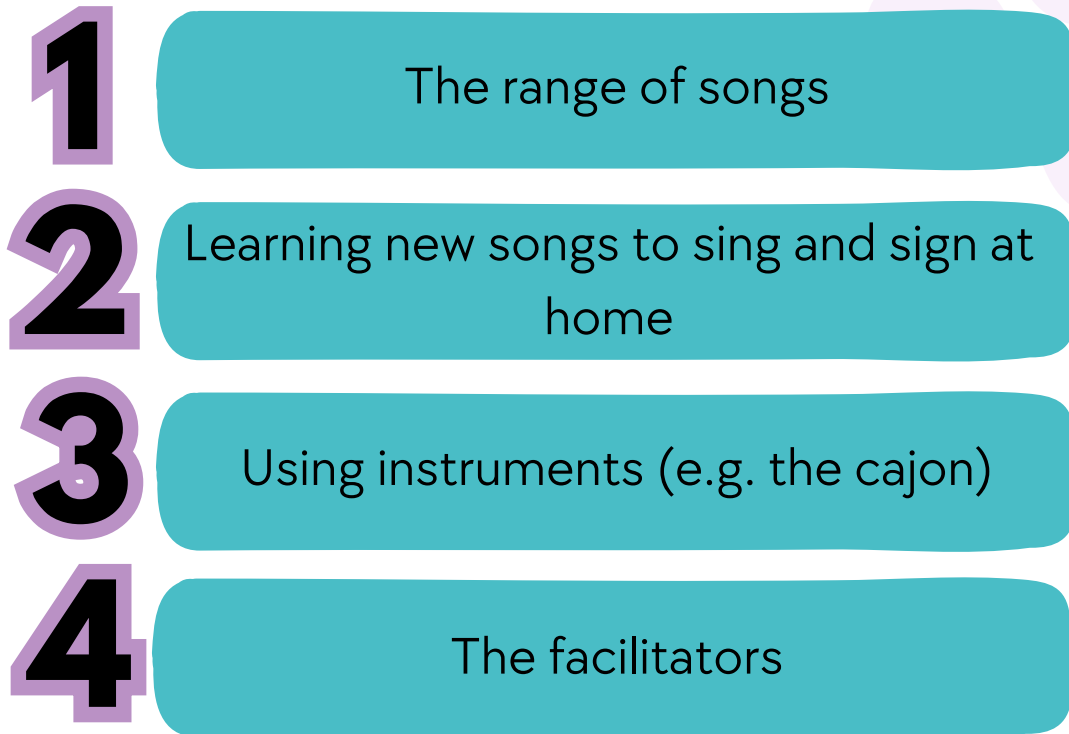 1
The range of songs
2
Learning new songs to sing and sign at
home
3
Using instruments (e.g. the cajon)
4
The facilitators